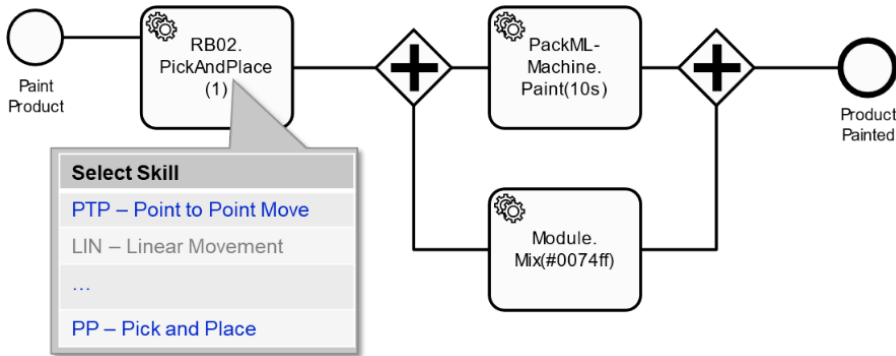 Paint
Product
RB02.
PickAndPlace
(1)
PackML-
Machine.
Paint(10s)
Product
Painted
Select Skill
PTP – Point to Point Move
LIN – Linear Movement
...
PP – Pick and Place
Module.
Mix(#0074ff)